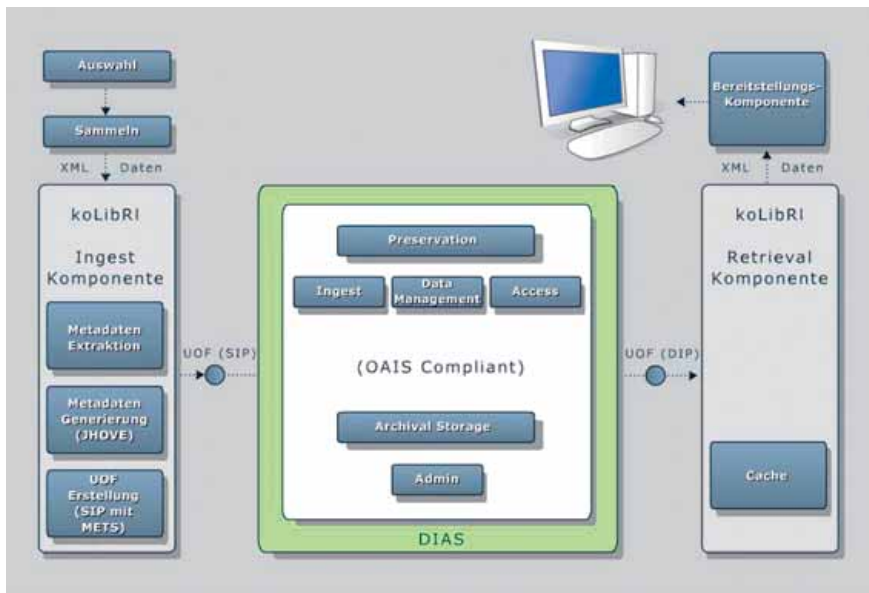 Auswahl
Sammeln
XML Daten
koLibRI
Ingest
Komponente
Metadaten
Extraktion
Metadaten
Generierung
(JHOVE)
UOF
Erstellung
(SIP mit
METS)
UOF (SIP)
Preservation
Ingest
Data
Management
Access
(OAIS Compliant)
Archival Storage
Admin
DIAS
UOF (DIP)
Bereitstellungs-
Komponente
XML Daten
koLibRI
Retrieval
Komponente
Cache